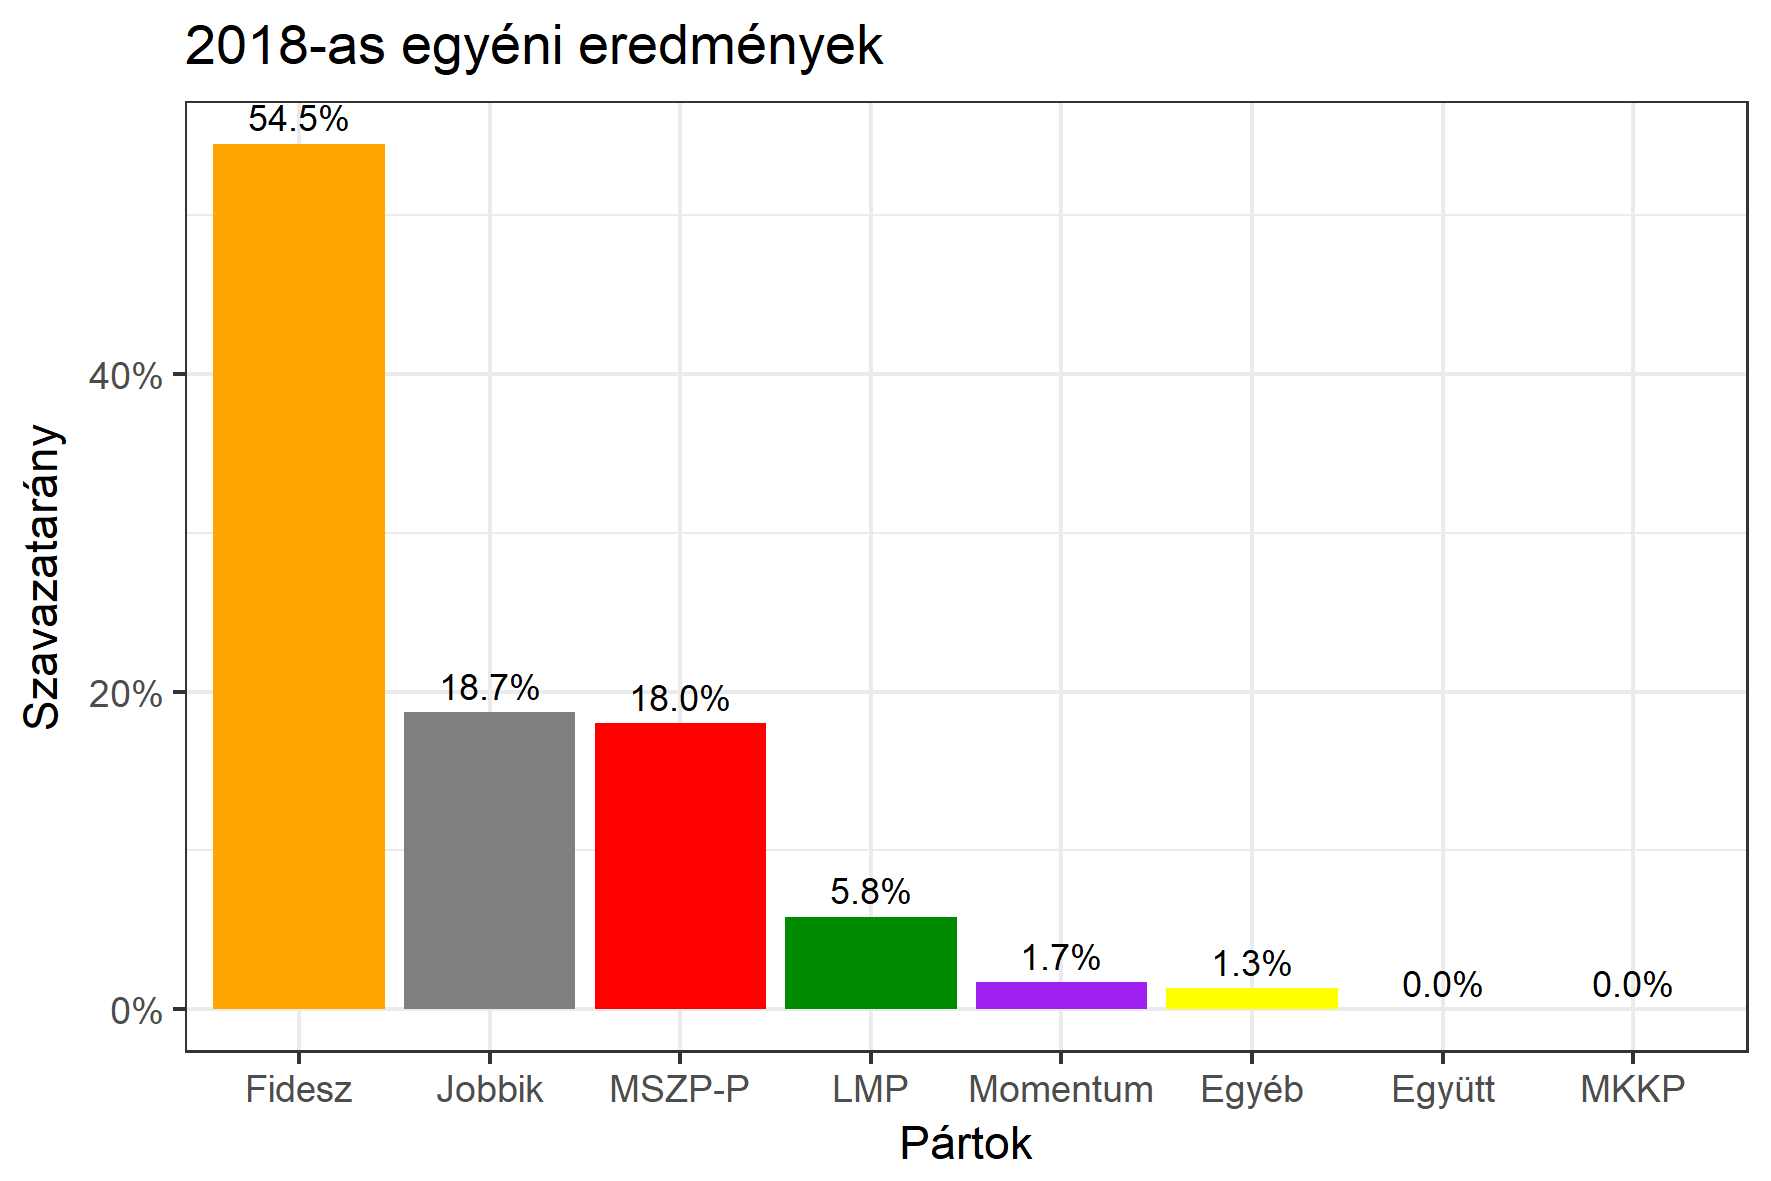 2018-as egyéni eredmények
54.5%
18.7%
18.0%
5.8%
1.7%
1.3%
0.0%
0.0%
40%
20%
0%
Szavazatarány
Fidesz
Jobbik
MSZP-P
LMP
Momentum
Egyéb
Együtt
MKKP
Pártok